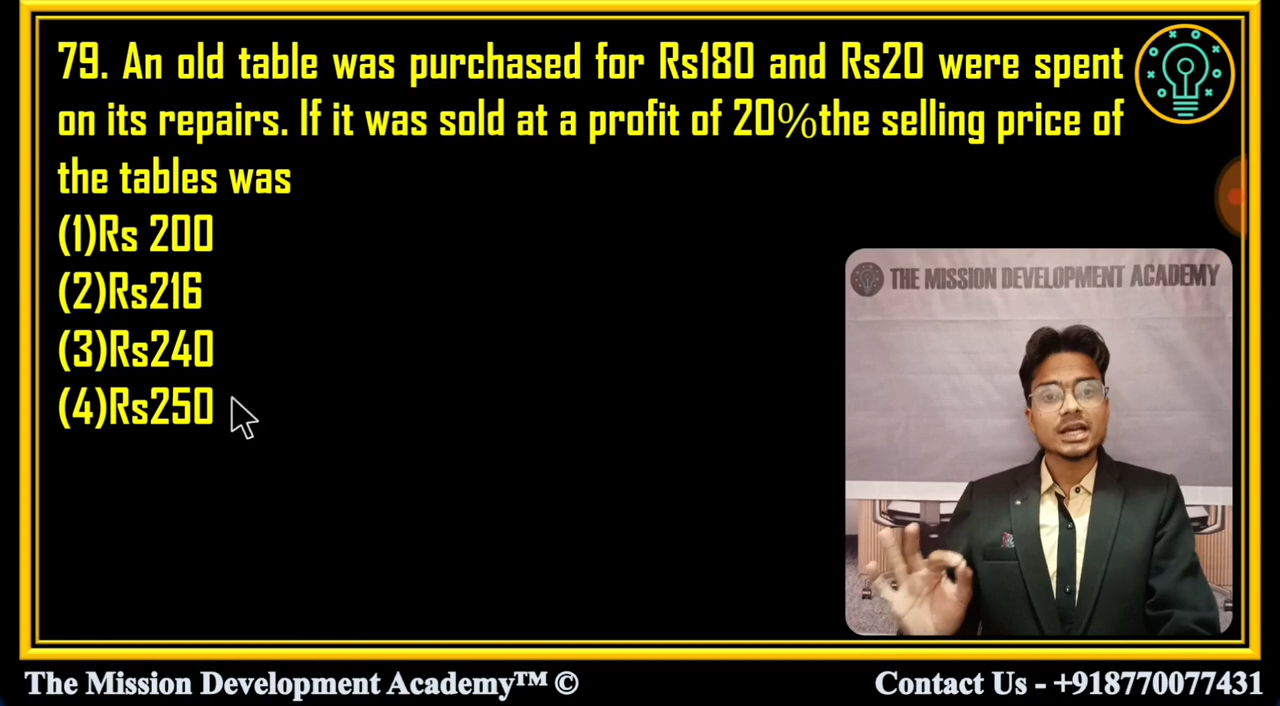 79. An old table was purchased for Rs180 and Rs20 were spent
on its repairs. If it was sold at a profit of 20%the selling price of
the tables was
(1)Rs 200
(2)Rs216
(3)Rs240
(4)Rs250
THE MISSION DEVELOPMENT ACADEMY
The Mission Development Academy™ ©
Contact Us - +918770077431